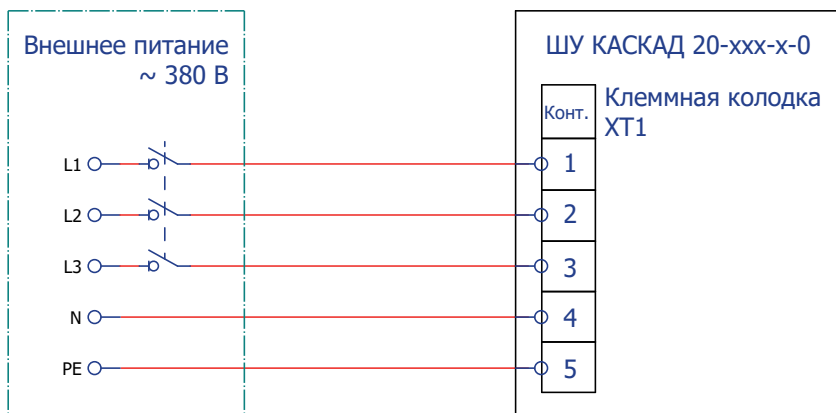 Внешнее питание
~ 380 В
ШУ КАСКАД 20-xxx-x-0
Клеммная колодка
XT1
Конт.
L1
1
L2
2
L3
3
N
4
PE
5